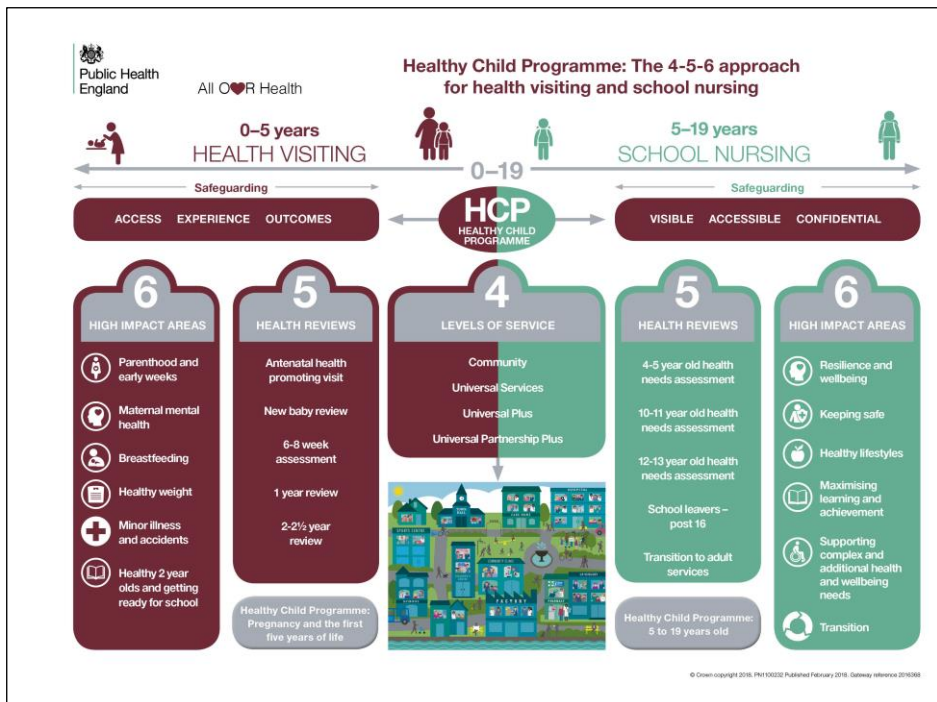 Public Health
England
All OUR Health
Healthy Child Programme: The 4-5-6 approach
for health visiting and school nursing
0–5 years
HEALTH VISITING
5–19 years
SCHOOL NURSING
0–19
Safeguarding
Safeguarding
ACCESS EXPERIENCE OUTCOMES
HCP
HEALTHY CHILD
PROGRAMME
VISIBLE ACCESSIBLE CONFIDENTIAL
6
HIGH IMPACT AREAS
Parenthood and
early weeks
Maternal mental
health
Breastfeeding
Healthy weight
Minor illness
and accidents
Healthy 2 year
olds and getting
ready for school
5
HEALTH REVIEWS
Antenatal health
promoting visit
New baby review
6-8 week
assessment
1 year review
2-2½ year
review
Healthy Child Programme:
Pregnancy and the first
five years of life
4
LEVELS OF SERVICE
Community
Universal Services
Universal Plus
Universal Partnership Plus
FACTORY
5
HEALTH REVIEWS
4-5 year old health
needs assessment
10-11 year old health
needs assessment
12-13 year old health
needs assessment
School leavers –
post 16
Transition to adult
services
Healthy Child Programme:
5 to 19 years old
6
HIGH IMPACT AREAS
Resilience and
wellbeing
Keeping safe
Healthy lifestyles
Maximising
learning and
achievement
Supporting
complex and
additional health
and wellbeing
needs
Transition
© Crown copyright 2016. PN1100232 Published February 2016. Gateway reference 2015368